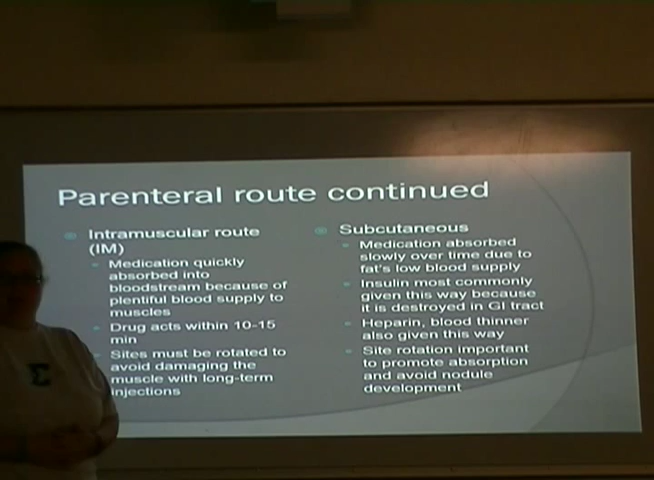 Parenteral route continued
Intramuscular route
(IM)
Medication quickly
absorbed into
bloodstream because of
plentiful blood supply to
muscles
Drug acts within 10-15
min
Sites must be rotated to
avoid damaging the
muscle with long-term
injections
Subcutaneous
Medication absorbed
slowly over time due to
fat's low blood supply
Insulin most commonly
given this way because
it is destroyed in GI tract
Heparin, blood thinner
also given this way
Site rotation important
to promote absorption
and avoid nodule
development
Σ